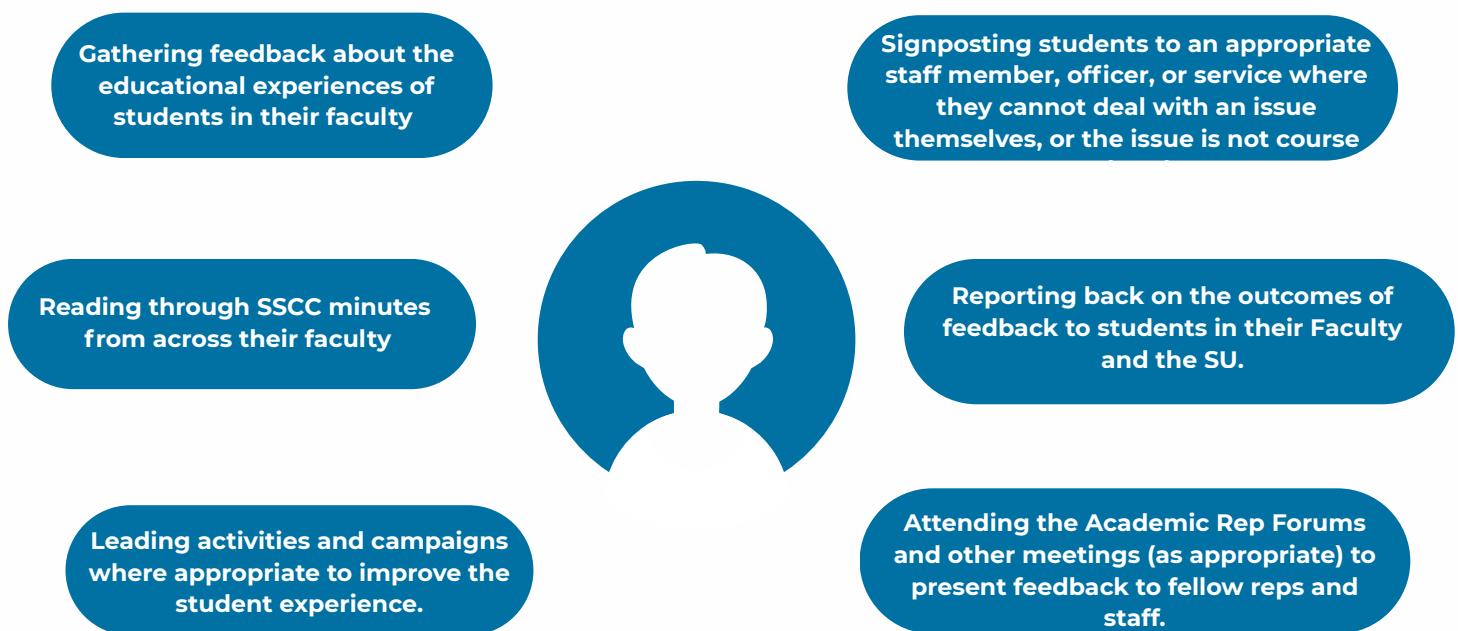 Gathering feedback about the
educational experiences of
students in their faculty
Signposting students to an appropriate
staff member, officer, or service where
they cannot deal with an issue
themselves, or the issue is not course
Reading through SSCC minutes
from across their faculty
Reporting back on the outcomes of
feedback to students in their Faculty
and the SU.
Leading activities and campaigns
where appropriate to improve the
student experience.
Attending the Academic Rep Forums
and other meetings (as appropriate) to
present feedback to fellow reps and
staff.